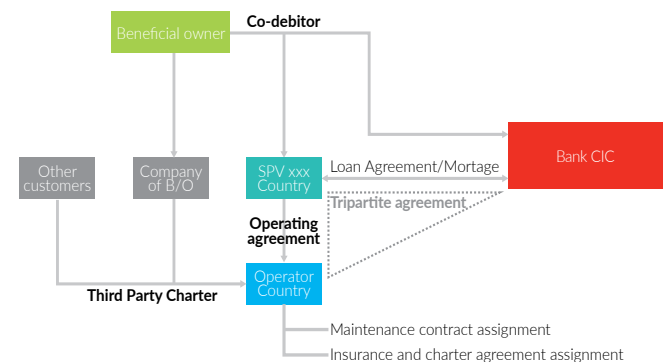 Co-debitor
Beneficial owner
Bank CIC
Other
customers
Company
of B/O
SPV xxx
Country
Loan Agreement/Mortage
Tripartite agreement
Operating
agreement
Operator
Country
Third Party Charter
Maintenance contract assignment
Insurance and charter agreement assignment